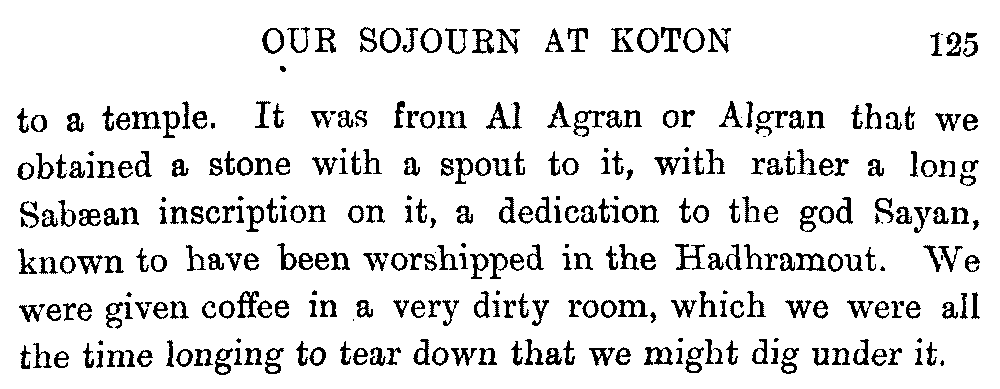 OUR SOJOURN AT KOTON 125
to a temple. It was from Al Agran or Algran that we
obtained a stone with a spout to it, with rather a long
Sabæan inscription on it, a dedication to the god Sayan,
known to have been worshipped in the Hadhramout. We
were given coffee in a very dirty room, which we were all
the time longing to tear down that we might dig under it.